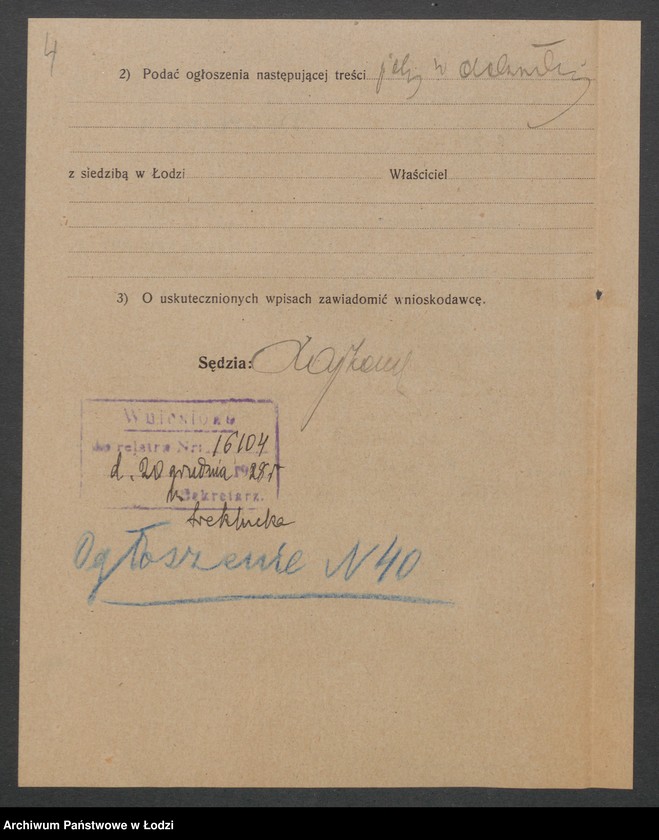 4
2) Podać ogłoszenia następującej treści
z siedzibą w Łodzi Właściciel
3) O uskutecznionych wpisach zawiadomić wnioskodawcę.
Sędzia:
Wniesiono
do rejestru Nr. 16104
d. 20 grudnia 1928 r
Sekretarz.
Ogłoszenie N 40
Archiwum Państwowe w Łodzi